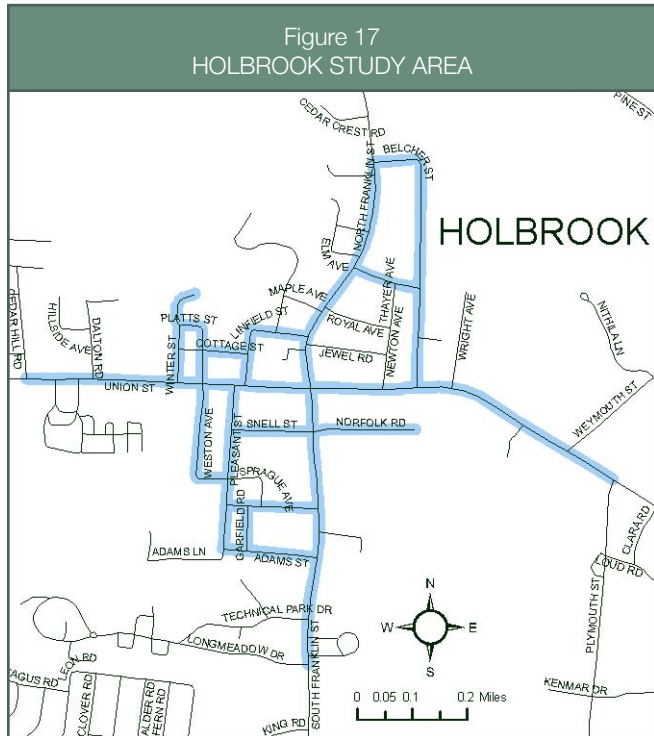 Figure 17
HOLBROOK STUDY AREA
PINE ST
CEDAR CREST RD
BELCHER ST
NORTH FRANKLIN ST
HOLBROOK
ELM AVE
THAYER AVE
MAPLE AVE
LINFIELD ST
ROYAL AVE
NEWTON AVE
WRIGHT AVE
NITHILA LN
CEDAR HILL RD
HILLSIDE AVE
DALTON RD
PLATTS ST
WINTER ST
COTTAGE ST
JEWEL RD
UNION ST
WEYMOUTH ST
WESTON AVE
PLEASANT ST
SNELL ST
NORFOLK RD
SPRAGUE AVE
GARFIELD RD
ADAMS LN
ADAMS ST
CLARA RD
LOUD RD
PLYMOUTH ST
TECHNICAL PARK DR
LONGMEADOW DR
SOUTH FRANKLIN ST
N
W
E
S
LEON RD
AGUS RD
CLOVER RD
ALDER RD
FERN RD
KING RD
KENMAR DR
0 0.05 0.1 0.2 Miles